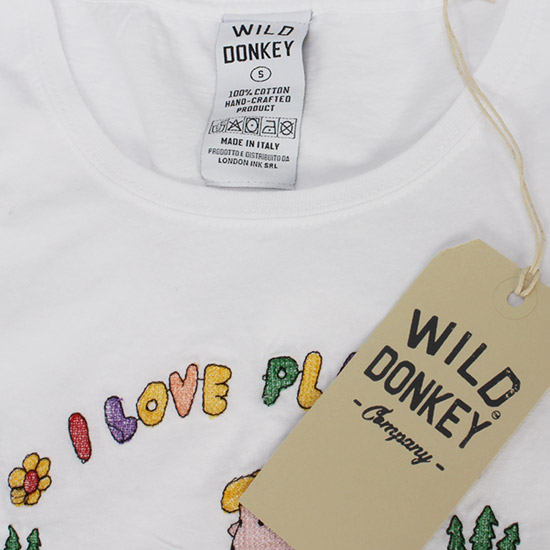 WILD
DONKEY
S
100% COTTON
HAND-CRAFTED
PRODUCT
MADE IN ITALY
PRODOTTO E DISTRIBUITO DA
LONDON INK SRL
I LOVE PL
WILD
DONKEY
- Company -